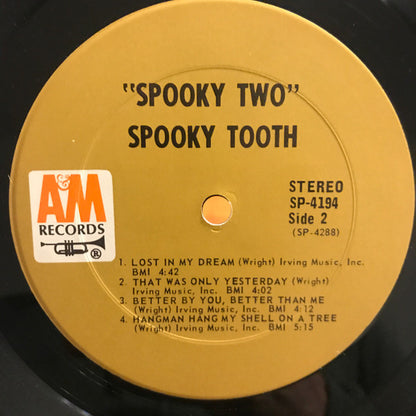 "SPOOKY TWO"
SPOOKY TOOTH
A&M
RECORDS
®
STEREO
SP-4194
Side 2
(SP-4288)
1. LOST IN MY DREAM (Wright) Irving Music, Inc.
BMI 4:42
2. THAT WAS ONLY YESTERDAY (Wright)
Irving Music, Inc. BMI 4:02
3. BETTER BY YOU, BETTER THAN ME
(Wright) Irving Music, Inc. BMI 4:12
4. HANGMAN HANG MY SHELL ON A TREE
(Wright) Irving Music, Inc. BMI 5:15